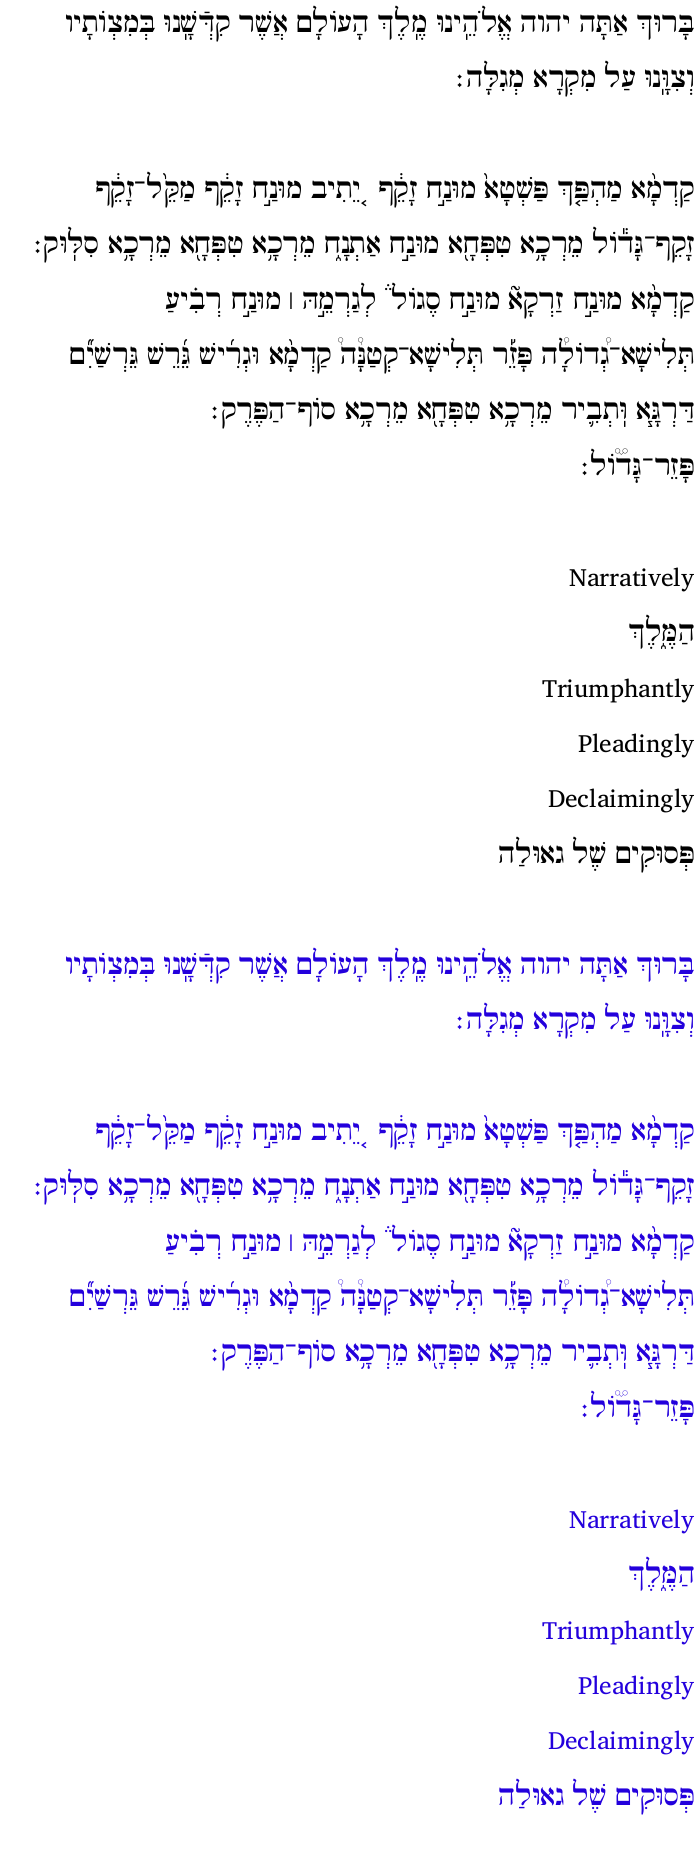 בָּרוּךְ אַתָּה יהוה אֱלֹהֵֽינוּ מֶֽלֶךְ הָעוֹלָם אֲשֶׁר קִדְּ֒שָֽׁנוּ בְּמִצְוֺתָיו
וְצִוָּֽנוּ עַל מִקְרָא מְגִלָּה׃
קַדְמָ֨א מַהְפַּ֤ךְ פַּשְׁטָא֙ מוּנַ֣ח זָקֵ֔ף ֚יְתִיב מוּנַ֣ח זָקֵ֔ף מַקֵּ֨ל־זָקֵ֔ף
זָקֵף־גָּד֕וֹל מֵרְכָ֥א טִפְּחָ֖א מוּנַ֣ח אַתְנָ֑ח מֵרְכָ֥א טִפְּחָ֖א מֵרְכָ֥א סִלּֽוּק׃
קַדְמָ֨א מוּנַ֣ח זַרְקָא֮ מוּנַ֣ח סֶגוֹל֒ לְגַרְמֵ֣הּ ׀ מוּנַ֣ח רְבִ֗יעַ
תְּלִישָׁא־גְ֠דוֹלָ֠ה פָּזֵ֡ר תְּלִישָׁא־קְטַנָּ֩ה֩ קַדְמָ֨א וּגְרִ֜ישׁ גֵּ֜רֵשׁ גֵּרְשַׁיִּ֞ם
דַּרְגָּ֧א וּֽתְבִ֛יר מֵרְכָ֥א טִפְּחָ֖א מֵרְכָ֥א סוֹף־הַפֶּֽרֶק׃
פָּזֵר־גָּד֟וֹל׃
Narratively
הַמֶּ֑לֶךְ
Triumphantly
Pleadingly
Declaimingly
פְּסוּקִים שֶׁל גאוּלַה
בָּרוּךְ אַתָּה יהוה אֱלֹהֵֽינוּ מֶֽלֶךְ הָעוֹלָם אֲשֶׁר קִדְּ֒שָֽׁנוּ בְּמִצְוֺתָיו
וְצִוָּֽנוּ עַל מִקְרָא מְגִלָּה׃
קַדְמָ֨א מַהְפַּ֤ךְ פַּשְׁטָא֙ מוּנַ֣ח זָקֵ֔ף ֚יְתִיב מוּנַ֣ח זָקֵ֔ף מַקֵּ֨ל־זָקֵ֔ף
זָקֵף־גָּד֕וֹל מֵרְכָ֥א טִפְּחָ֖א מוּנַ֣ח אַתְנָ֑ח מֵרְכָ֥א טִפְּחָ֖א מֵרְכָ֥א סִלּֽוּק׃
קַדְמָ֨א מוּנַ֣ח זַרְקָא֮ מוּנַ֣ח סֶגוֹל֒ לְגַרְמֵ֣הּ ׀ מוּנַ֣ח רְבִ֗יעַ
תְּלִישָׁא־גְ֠דוֹלָ֠ה פָּזֵ֡ר תְּלִישָׁא־קְטַנָּ֩ה֩ קַדְמָ֨א וּגְרִ֜ישׁ גֵּ֜רֵשׁ גֵּרְשַׁיִּ֞ם
דַּרְגָּ֧א וּֽתְבִ֛יר מֵרְכָ֥א טִפְּחָ֖א מֵרְכָ֥א סוֹף־הַפֶּֽרֶק׃
פָּזֵר־גָּד֟וֹל׃
Narratively
הַמֶּ֑לֶךְ
Triumphantly
Pleadingly
Declaimingly
פְּסוּקִים שֶׁל גאוּלַה